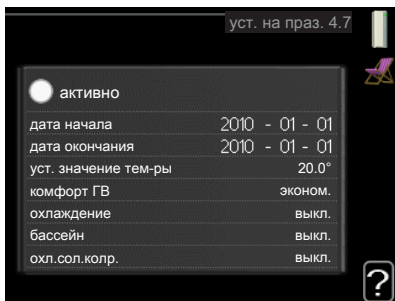 уст. на праз. 4.7
активно
дата начала 2010 - 01 - 01
дата окончания 2010 - 01 - 01
уст. значение тем-ры 20.0°
комфорт ГВ эконом.
охлаждение выкл.
бассейн выкл.
охл.сол.колр. выкл.
?